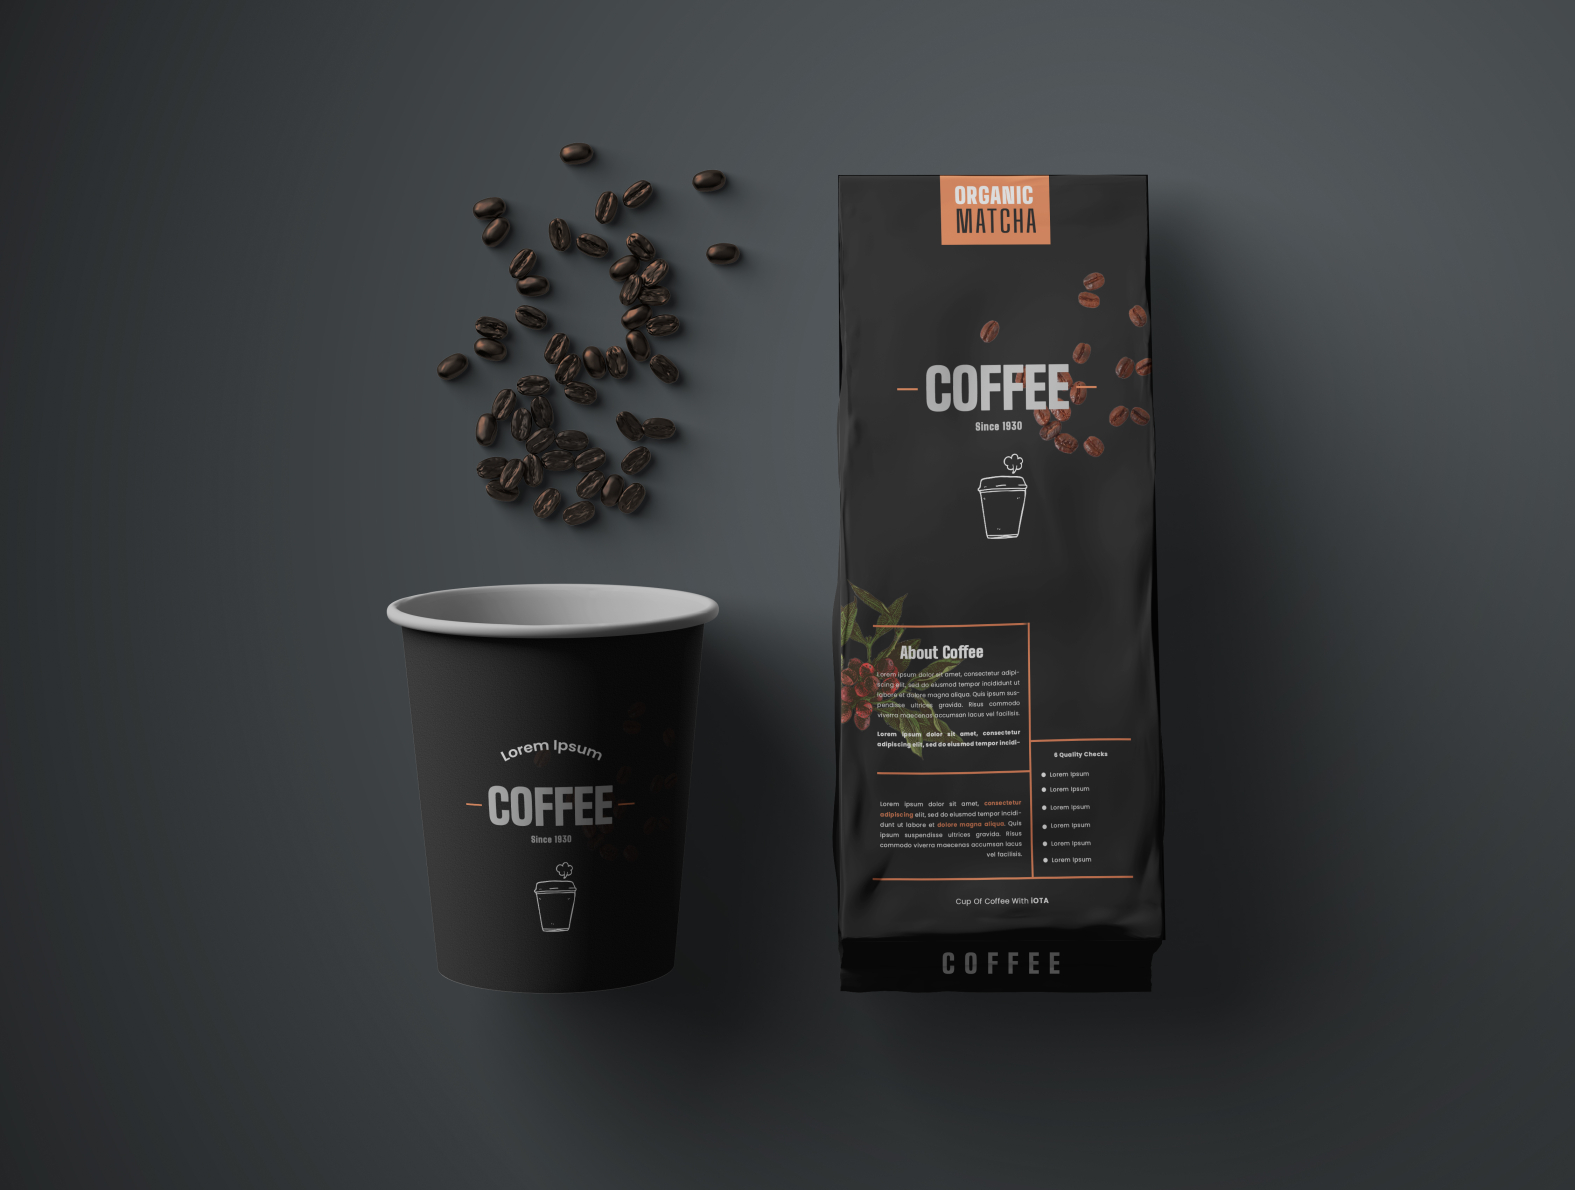 ORGANIC
MATCHA
COFFEE
Since 1930
About Coffee
Lorem ipsum dolor sit amet, consectetur adipi-
scing elit, sed do eiusmod tempor incididunt ut
labore et dolore magna aliqua. Quis ipsum sus-
pendisse ultrices gravida. Risus commodo
viverra maecenas accumsan lacus vel facilisis.
Lorem ipsum dolor sit amet, consectetur
adipiscing elit, sed do eiusmod tempor incidi-
Lorem ipsum dolor sit amet, consectetur
adipiscing elit, sed do eiusmod tempor incidi-
dunt ut labore et dolore magna aliqua. Quis
ipsum suspendisse ultrices gravida. Risus
commodo viverra maecenas accumsan lacus
vel facilisis.
6 Quality Checks
Lorem Ipsum
Lorem Ipsum
Lorem Ipsum
Lorem Ipsum
Lorem Ipsum
Lorem Ipsum
Cup Of Coffee With iOTA
COFFEE
Lorem Ipsum
COFFEE
Since 1930